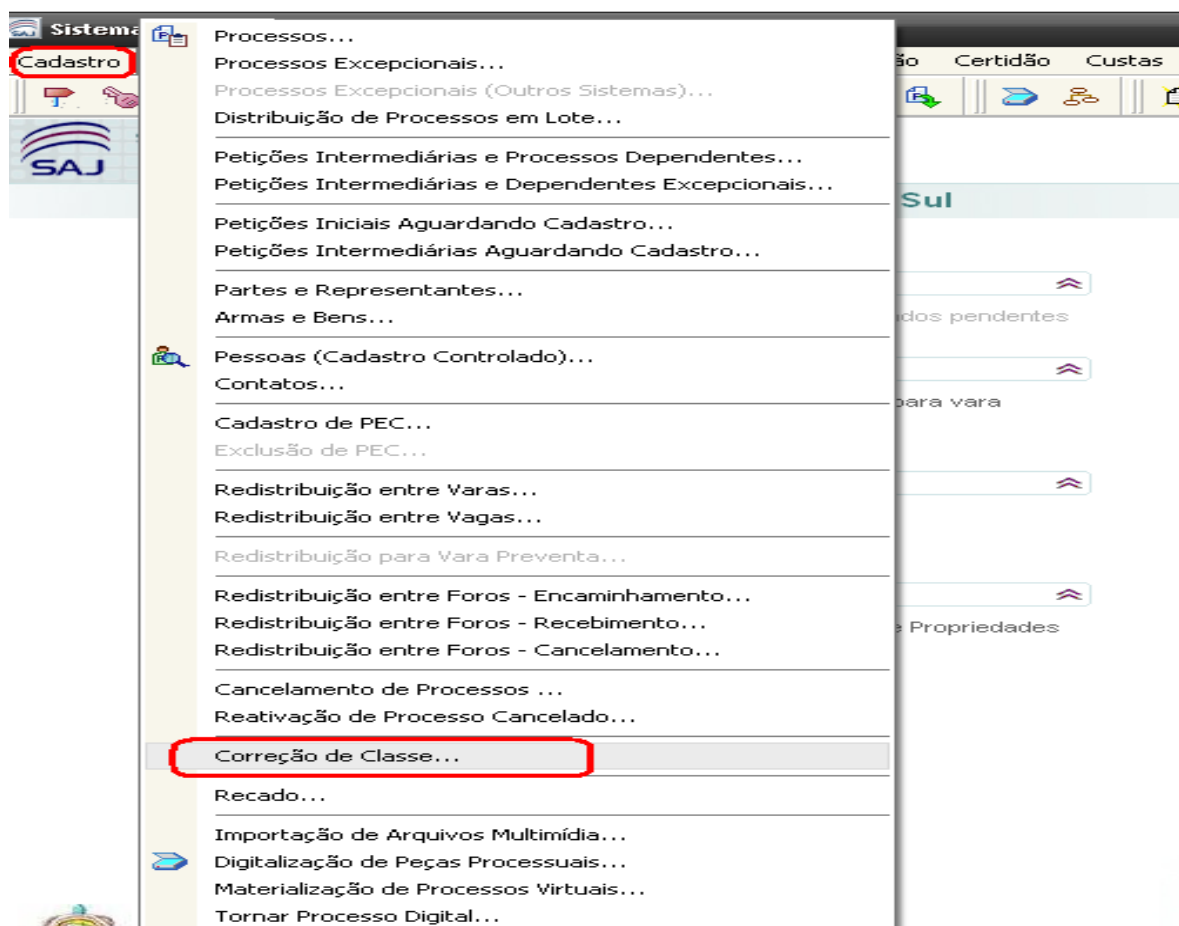 Sistema
Cadastro
ão Certidão Custas
SAJ
Sul
Processos...
Processos Excepcionais...
Processos Excepcionais (Outros Sistemas)...
Distribuição de Processos em Lote...
Petições Intermediárias e Processos Dependentes...
Petições Intermediárias e Dependentes Excepcionais...
Petições Iniciais Aguardando Cadastro...
Petições Intermediárias Aguardando Cadastro...
Partes e Representantes...
Armas e Bens...
Pessoas (Cadastro Controlado)...
Contatos...
Cadastro de PEC...
Exclusão de PEC...
Redistribuição entre Varas...
Redistribuição entre Vagas...
Redistribuição para Vara Preventa...
Redistribuição entre Foros - Encaminhamento...
Redistribuição entre Foros - Recebimento...
Redistribuição entre Foros - Cancelamento...
Cancelamento de Processos ...
Reativação de Processo Cancelado...
Correção de Classe...
Recado...
Importação de Arquivos Multimídia...
Digitalização de Peças Processuais...
Materialização de Processos Virtuais...
Tornar Processo Digital...
dos pendentes
para vara
e Propriedades